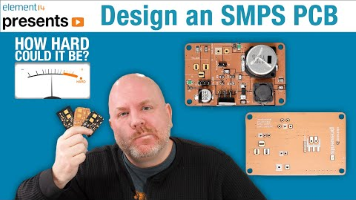 element14
presents
Design an SMPS PCB
HOW HARD
COULD IT BE?